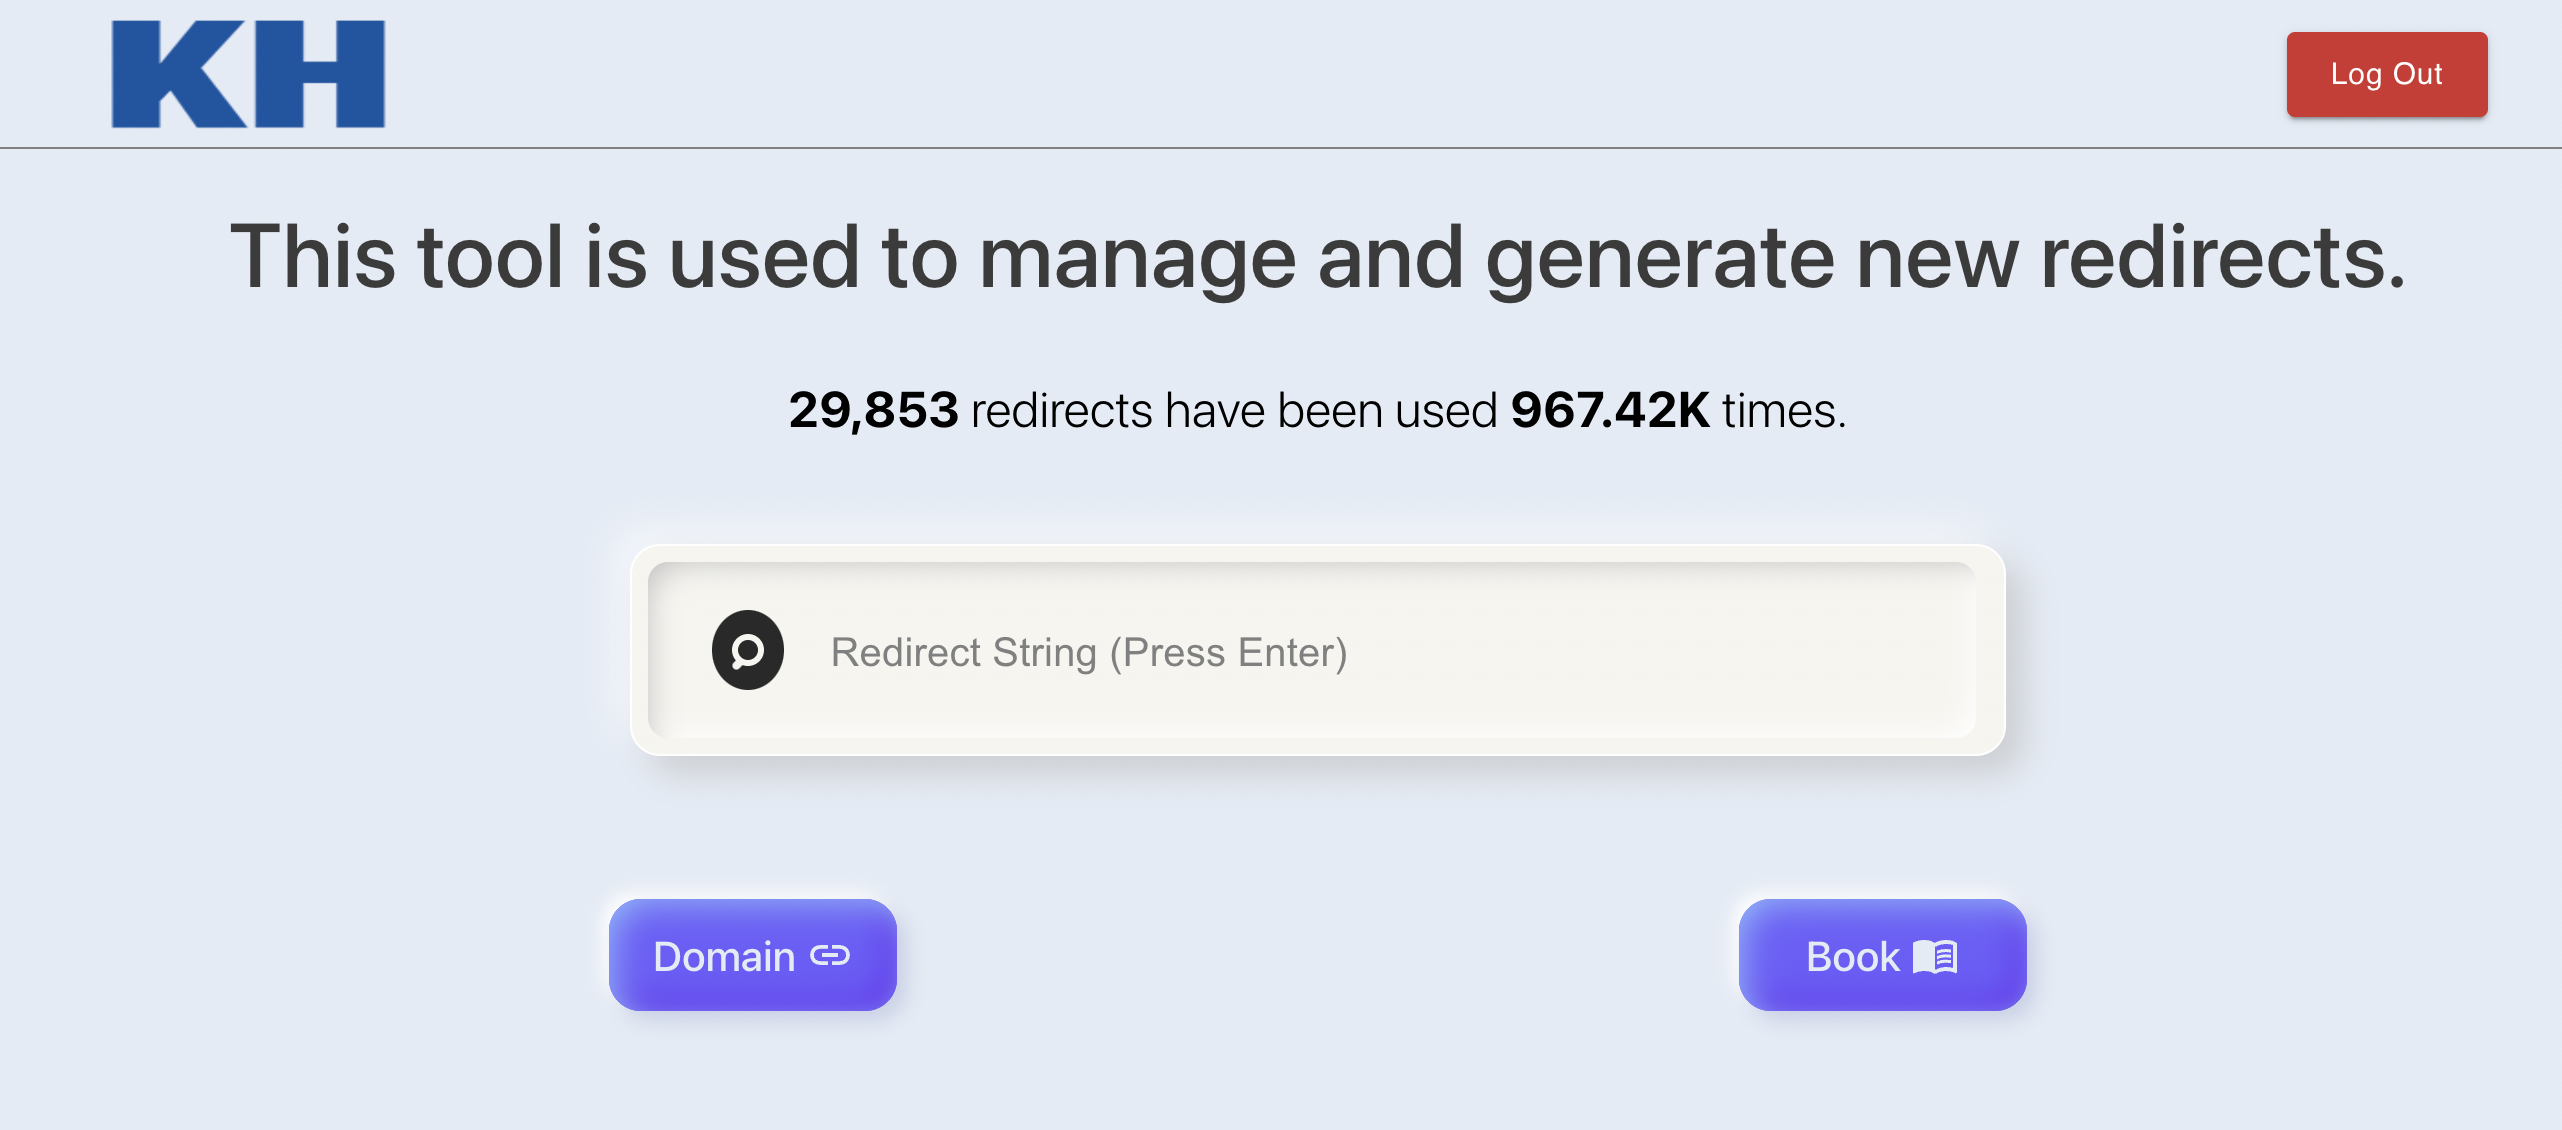 KH
Log Out
This tool is used to manage and generate new redirects.
29,853 redirects have been used 967.42K times.
Redirect String (Press Enter)
Domain
Book